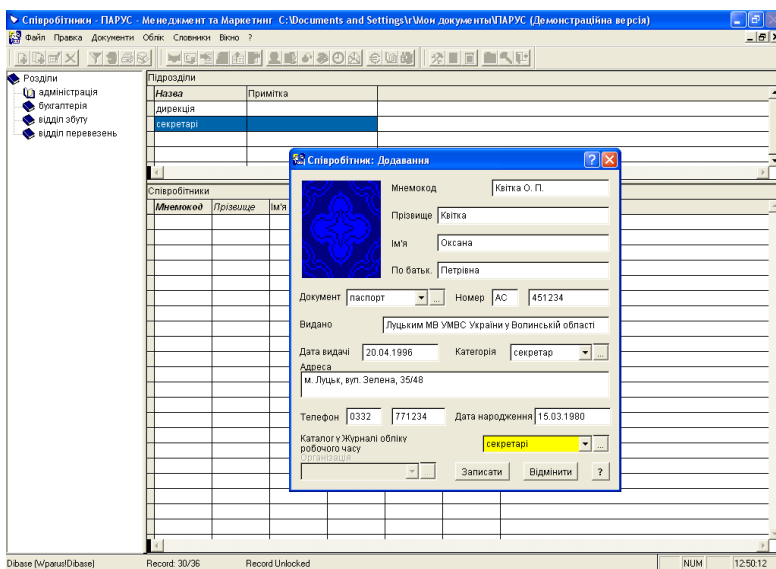 Співробітники - ПАРУС - Менеджмент та Маркетинг C:\Documents and Settings\r\Мои документы\ПАРУС (Демонстраційна версія)
Файл Правка Документи Облік Словники Вікно ?
Розділи
адміністрація
бухгалтерія
відділ збуту
відділ перевезень
Підрозділи
Назва Примітка
дирекція
секретарі
Співробітники
Мнемокод Прізвище Ім'я
Співробітник: Додавання
Мнемокод Квітка О. П.
Прізвище Квітка
Ім'я Оксана
По батьк. Петрівна
Документ паспорт ... Номер АС 451234
Видано Луцьким МВ УМВС України у Волинській області
Дата видачі 20.04.1996 Категорія секретар ...
Адреса
м. Луцьк, вул. Зелена, 35/48
Телефон 0332 771234 Дата народження 15.03.1980
Каталог у Журналі обліку
робочого часу секретарі ...
Організація
... Записати Відмінити ?
Dibase (Wparus!Dibase) Record: 30/36 Record Unlocked NUM 12:50:12